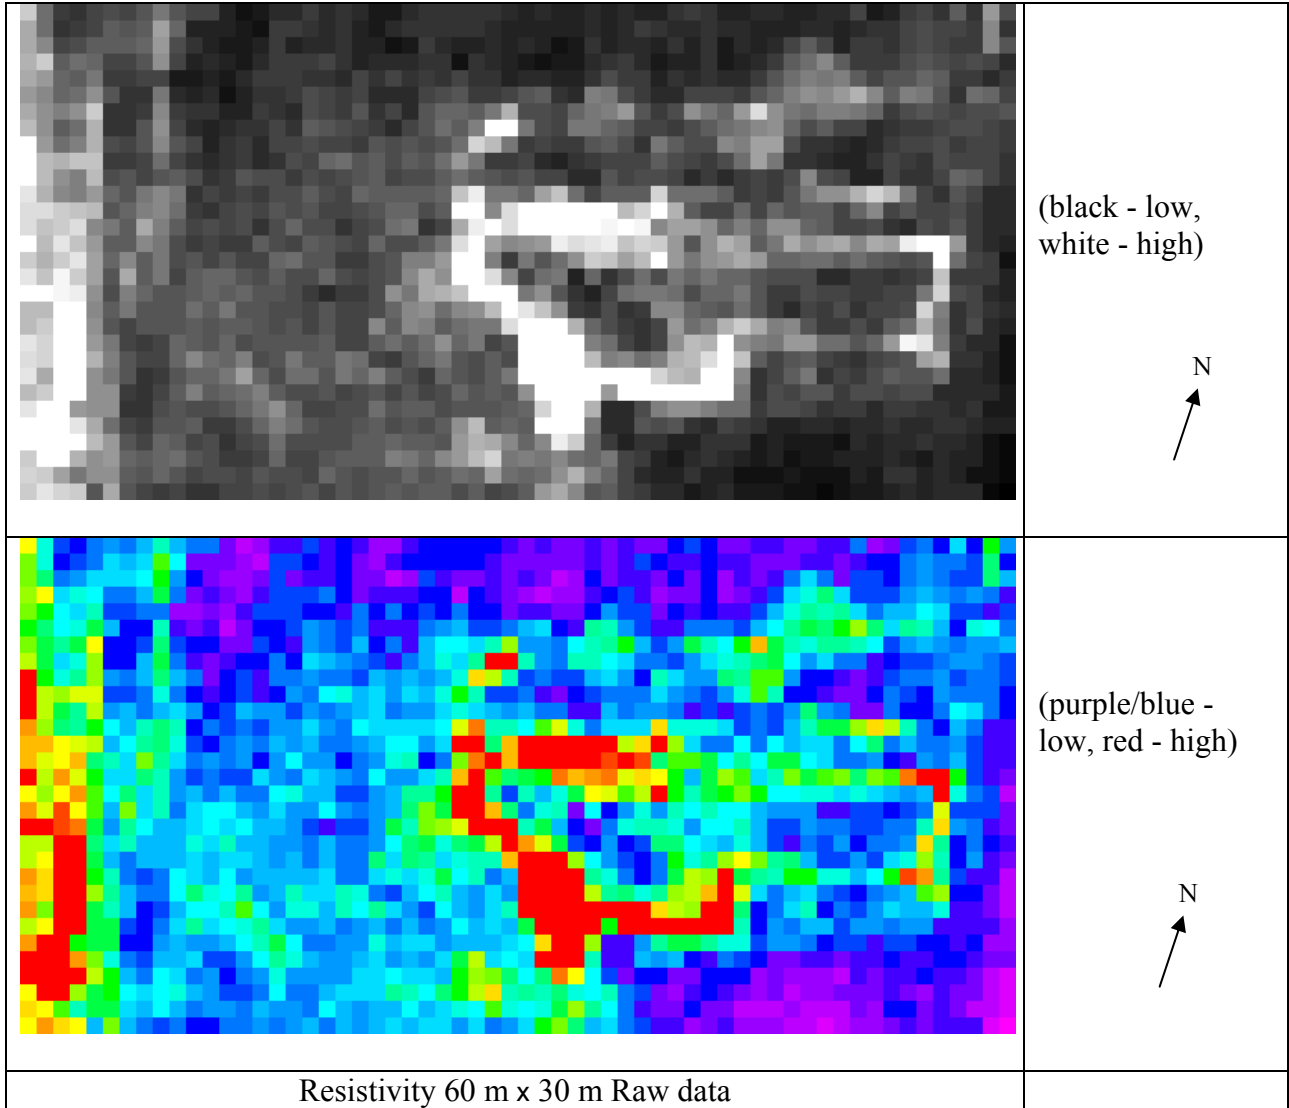 (black - low,
white - high)
N
(purple/blue -
low, red - high)
N
Resistivity 60 m x 30 m Raw data